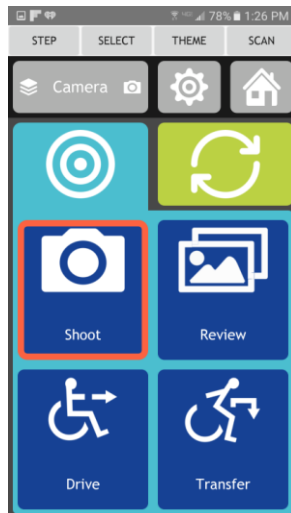 78% 1:26 PM
STEP SELECT THEME SCAN
Camera
Shoot Review
Drive Transfer